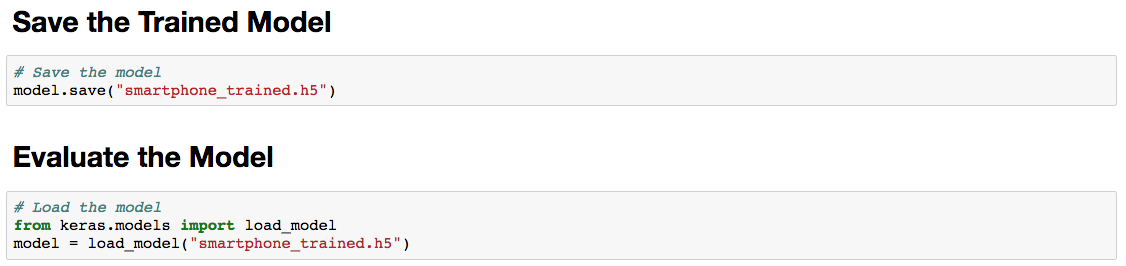 Save the Trained Model
# Save the model
model.save("smartphone_trained.h5")
Evaluate the Model
# Load the model
from keras.models import load_model
model = load_model("smartphone_trained.h5")